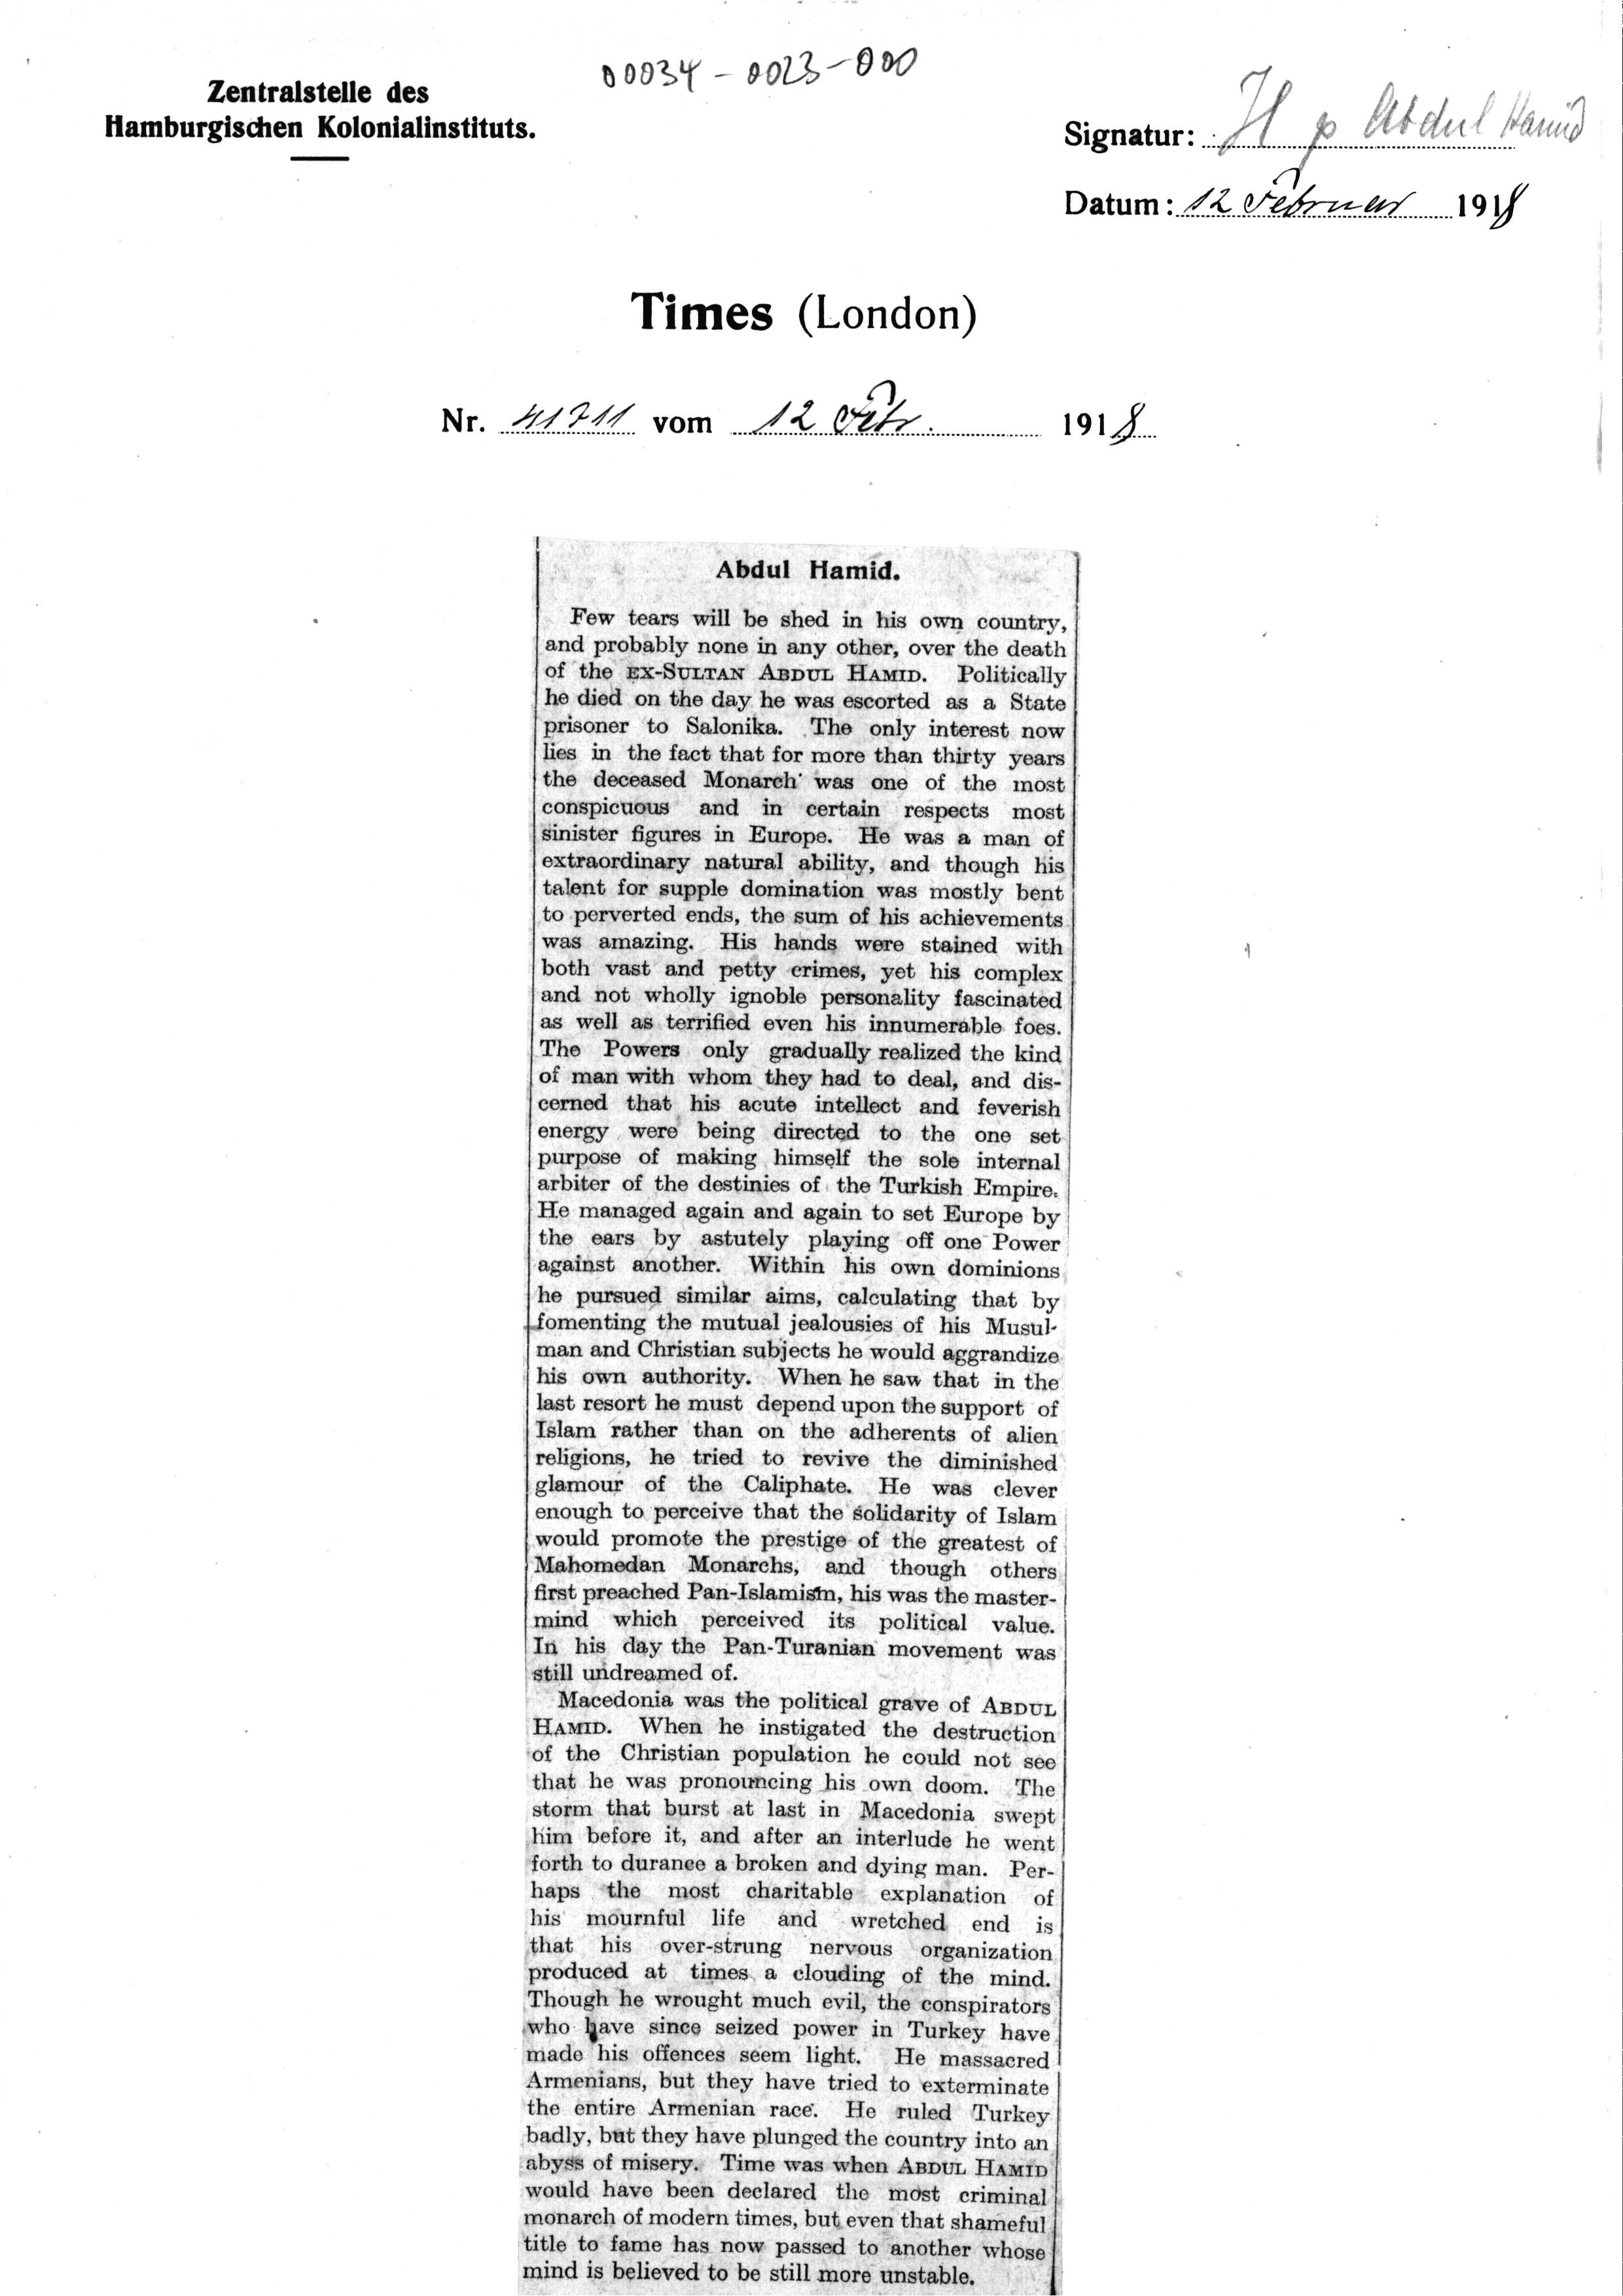 00034-0023-000
Zentralstelle des
Hamburgischen Kolonialinstituts.
Signatur: H p Abdul Hamid
Datum: 12 Februar 1918
Times (London)
Nr. 41711 vom 12 Febr. 1918
Abdul Hamid.
Few tears will be shed in his own country,
and probably none in any other, over the death
of the EX-SULTAN ABDUL HAMID. Politically
he died on the day he was escorted as a State
prisoner to Salonika. The only interest now
lies in the fact that for more than thirty years
the deceased Monarch was one of the most
conspicuous and in certain respects most
sinister figures in Europe. He was a man of
extraordinary natural ability, and though his
talent for supple domination was mostly bent
to perverted ends, the sum of his achievements
was amazing. His hands were stained with
both vast and petty crimes, yet his complex
and not wholly ignoble personality fascinated
as well as terrified even his innumerable foes.
The Powers only gradually realized the kind
of man with whom they had to deal, and dis-
cerned that his acute intellect and feverish
energy were being directed to the one set
purpose of making himself the sole internal
arbiter of the destinies of the Turkish Empire.
He managed again and again to set Europe by
the ears by astutely playing off one Power
against another. Within his own dominions
he pursued similar aims, calculating that by
fomenting the mutual jealousies of his Musul-
man and Christian subjects he would aggrandize
his own authority. When he saw that in the
last resort he must depend upon the support of
Islam rather than on the adherents of alien
religions, he tried to revive the diminished
glamour of the Caliphate. He was clever
enough to perceive that the solidarity of Islam
would promote the prestige of the greatest of
Mahomedan Monarchs, and though others
first preached Pan-Islamism, his was the master-
mind which perceived its political value.
In his day the Pan-Turanian movement was
still undreamed of.
Macedonia was the political grave of ABDUL
HAMID. When he instigated the destruction
of the Christian population he could not see
that he was pronouncing his own doom. The
storm that burst at last in Macedonia swept
him before it, and after an interlude he went
forth to durance a broken and dying man. Per-
haps the most charitable explanation of
his mournful life and wretched end is
that his over-strung nervous organization
produced at times a clouding of the mind.
Though he wrought much evil, the conspirators
who have since seized power in Turkey have
made his offences seem light. He massacred
Armenians, but they have tried to exterminate
the entire Armenian race. He ruled Turkey
badly, but they have plunged the country into an
abyss of misery. Time was when ABDUL HAMID
would have been declared the most criminal
monarch of modern times, but even that shameful
title to fame has now passed to another whose
mind is believed to be still more unstable.